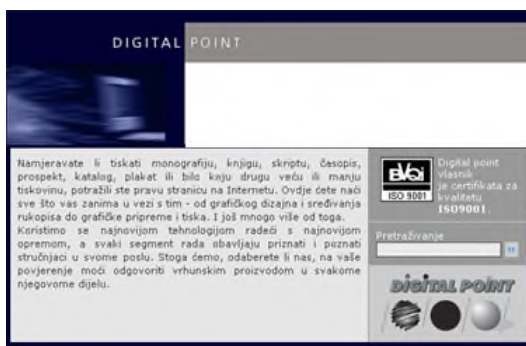 DIGITAL POINT
Namjeravate li tiskati monografiju, knjigu, skriptu, časopis,
prospekt, katalog, plakat ili bilo koju drugu veću ili manju
tiskovinu, potražili ste pravu stranicu na Internetu. Ovdje ćete naći
sve što vas zanima u vezi s tim - od grafičkog dizajna i sređivanja
rukopisa do grafičke pripreme i tiska. I još mnogo više od toga.
Koristimo se najnovijom tehnologijom radeći s najnovijom
opremom, a svaki segment rada obavljaju priznati i poznati
stručnjaci u svome poslu. Stoga ćemo, odaberete li nas, na vaše
povjerenje moći odgovoriti vrhunskim proizvodom u svakome
njegovome dijelu.
BVQi
ISO 9001
Digital point
vlasnik
je certifikata za
kvalitetu
ISO9001.
Pretraživanje
DIGITAL POINT